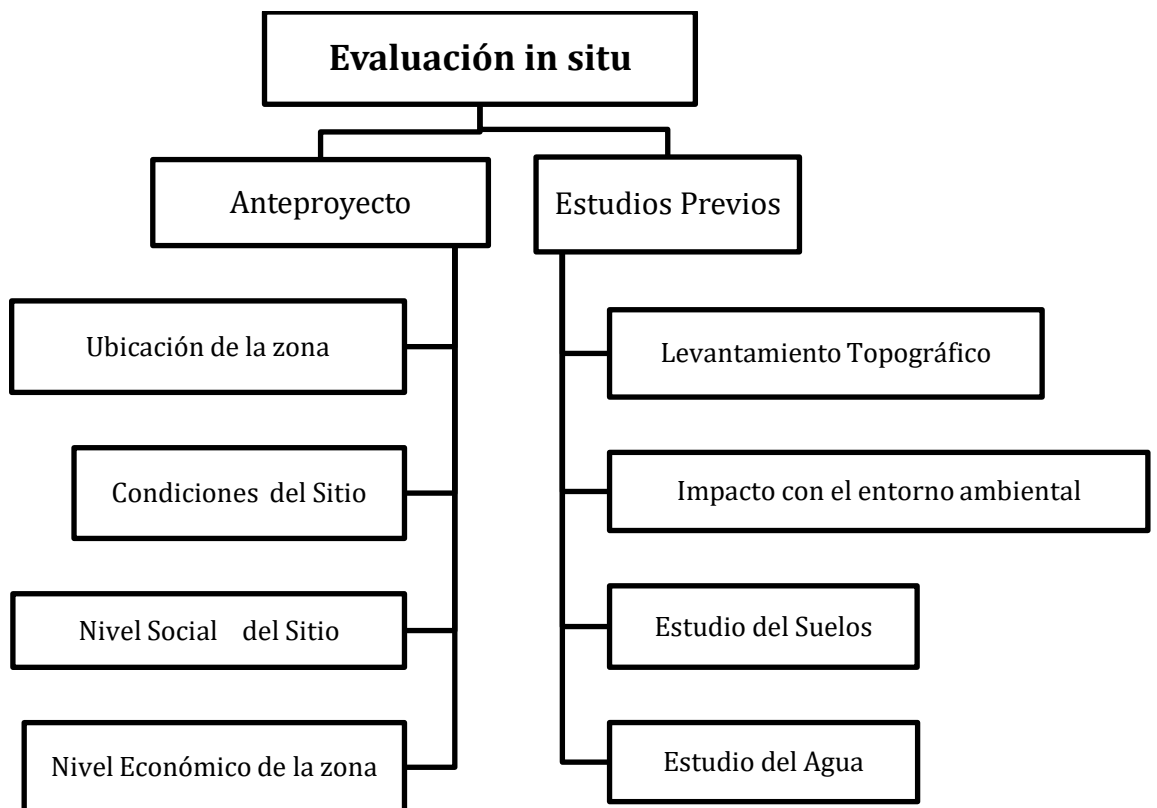 Evaluación in situ
Anteproyecto
Estudios Previos
Ubicación de la zona
Levantamiento Topográfico
Condiciones del Sitio
Impacto con el entorno ambiental
Nivel Social del Sitio
Estudio del Suelos
Nivel Económico de la zona
Estudio del Agua